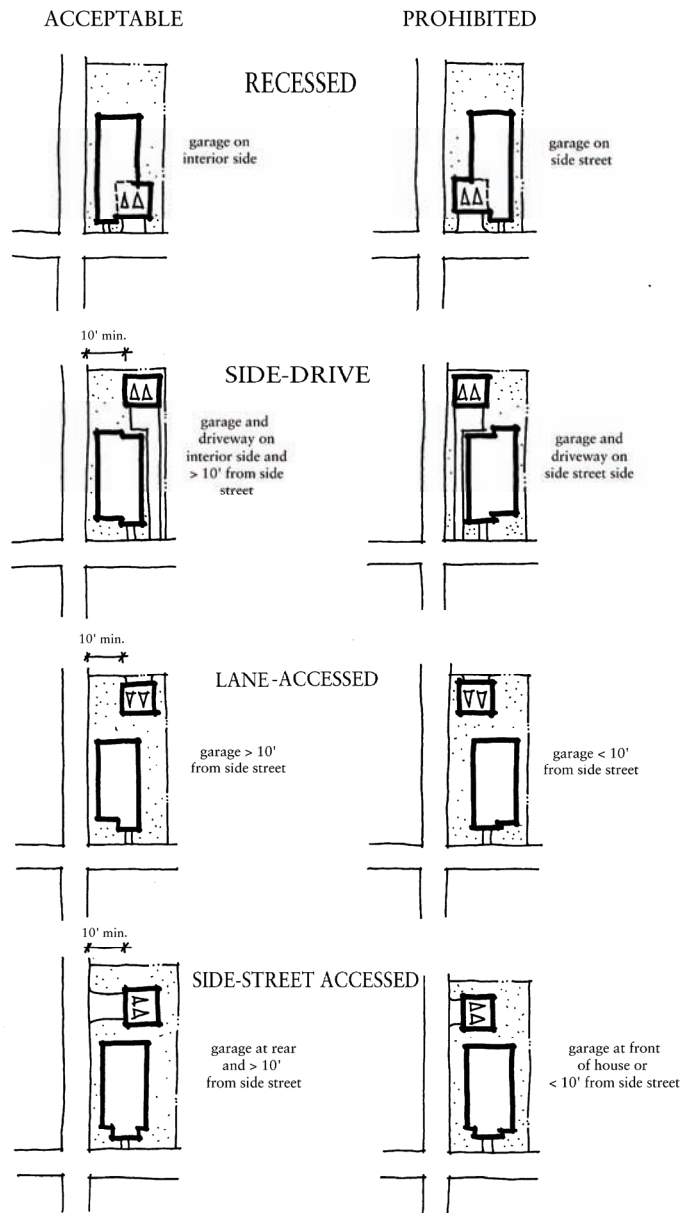 ACCEPTABLE
PROHIBITED
RECESSED
garage on
interior side
garage on
side street
10' min.
SIDE-DRIVE
garage and
driveway on
interior side and
> 10' from side
street
garage and
driveway on
side street side
10' min.
LANE-ACCESSED
garage > 10'
from side street
garage < 10'
from side street
10' min.
SIDE-STREET ACCESSED
garage at rear
and > 10'
from side street
garage at front
of house or
< 10' from side street